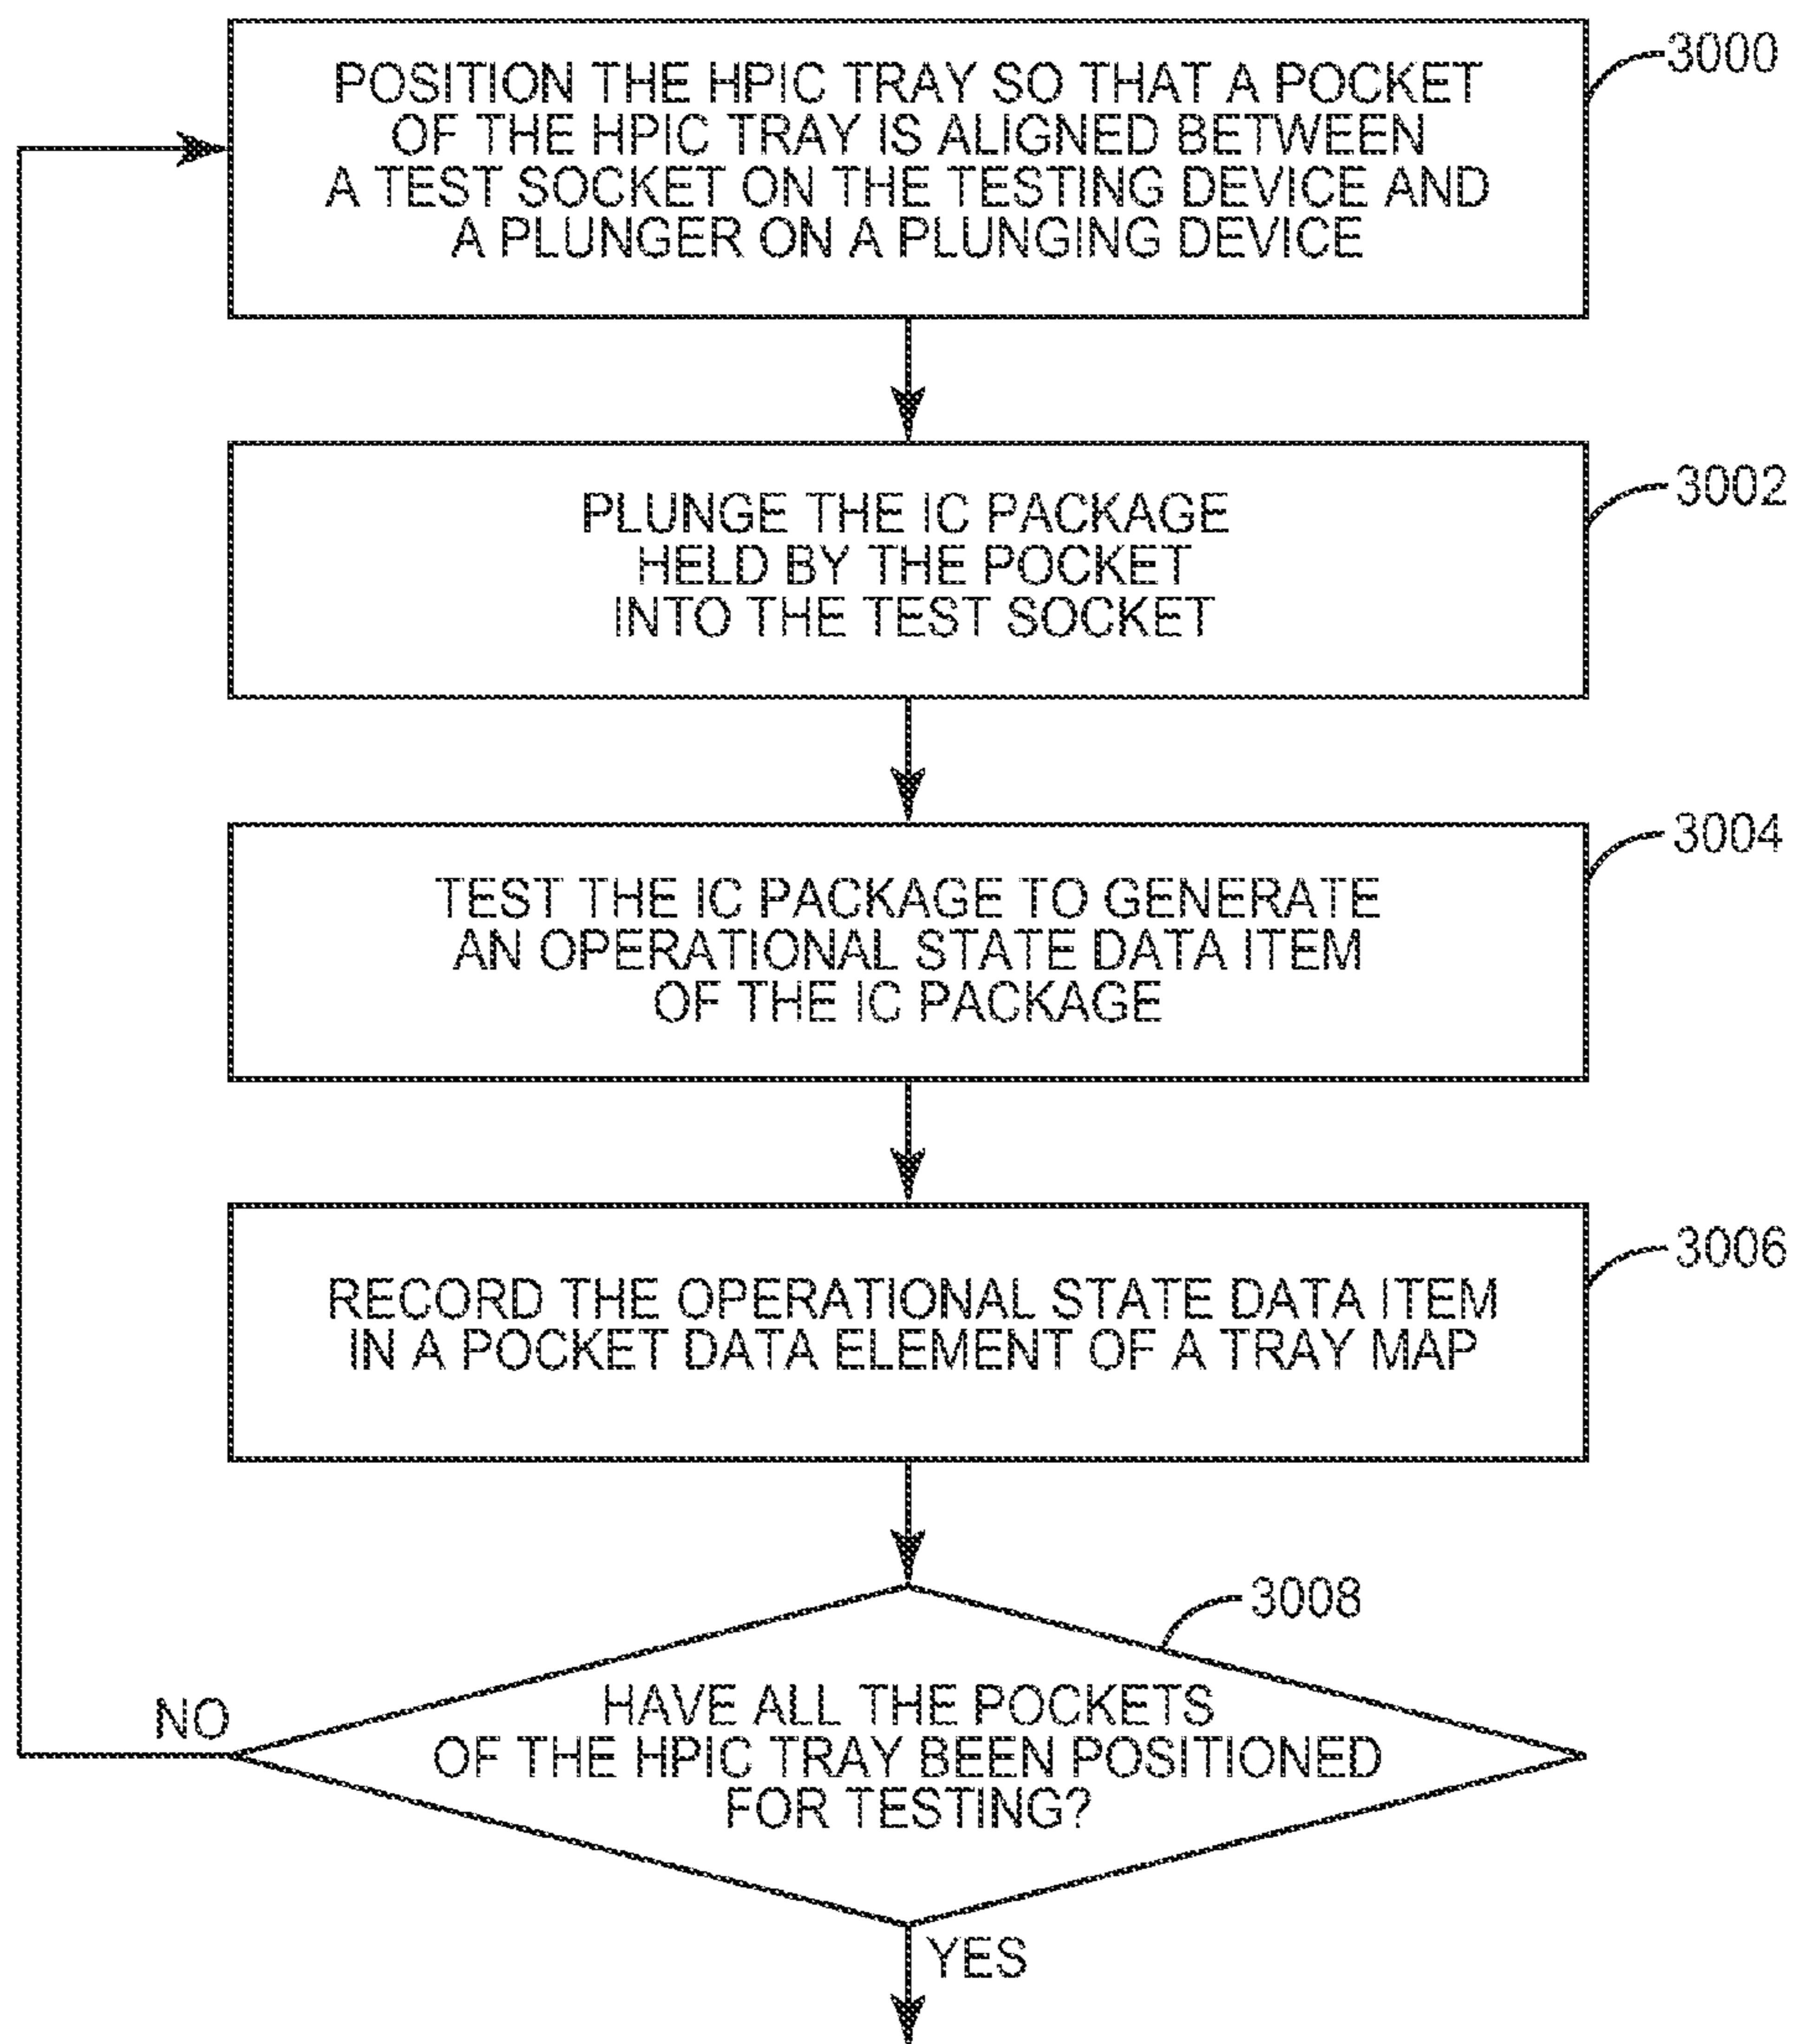 POSITION THE HPIC TRAY SO THAT A POCKET
OF THE HPIC TRAY IS ALIGNED BETWEEN
A TEST SOCKET ON THE TESTING DEVICE AND
A PLUNGER ON A PLUNGING DEVICE
3000
PLUNGE THE IC PACKAGE
HELD BY THE POCKET
INTO THE TEST SOCKET
3002
TEST THE IC PACKAGE TO GENERATE
AN OPERATIONAL STATE DATA ITEM
OF THE IC PACKAGE
3004
RECORD THE OPERATIONAL STATE DATA ITEM
IN A POCKET DATA ELEMENT OF A TRAY MAP
3006
HAVE ALL THE POCKETS
OF THE HPIC TRAY BEEN POSITIONED
FOR TESTING?
3008
NO
YES